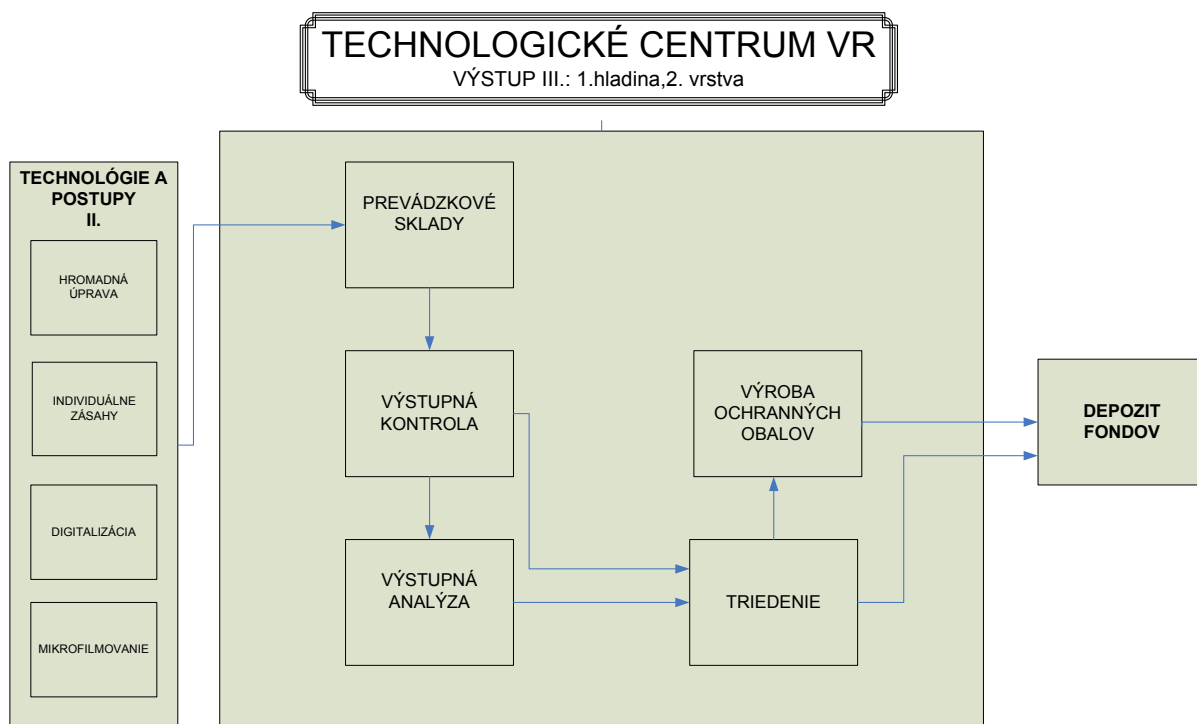 TECHNOLOGICKÉ CENTRUM VR
VÝSTUP III.: 1.hladina,2. vrstva
TECHNOLÓGIE A
POSTUPY
II.
HROMADNÁ
ÚPRAVA
INDIVIDUÁLNE
ZÁSAHY
DIGITALIZÁCIA
MIKROFILMOVANIE
PREVÁDZKOVÉ
SKLADY
VÝSTUPNÁ
KONTROLA
VÝSTUPNÁ
ANALÝZA
VÝROBA
OCHRANNÝCH
OBALOV
TRIEDENIE
DEPOZIT
FONDOV